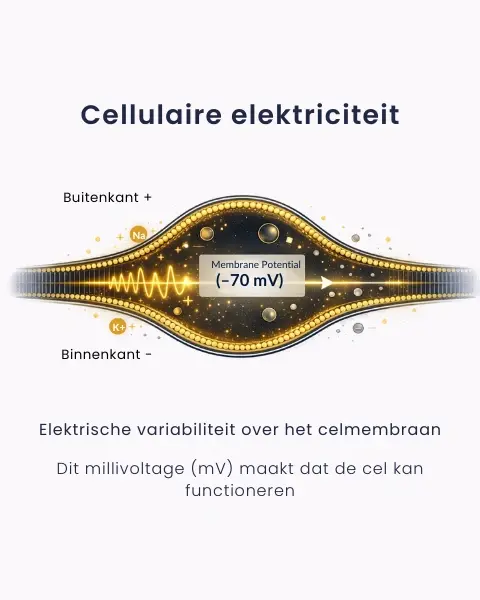 Cellulaire elektriciteit
Buitenkant +
Na
Membrane Potential
(–70 mV)
K+
Binnenkant -
Elektrische variabiliteit over het celmembraan
Dit millivoltage (mV) maakt dat de cel kan
functioneren